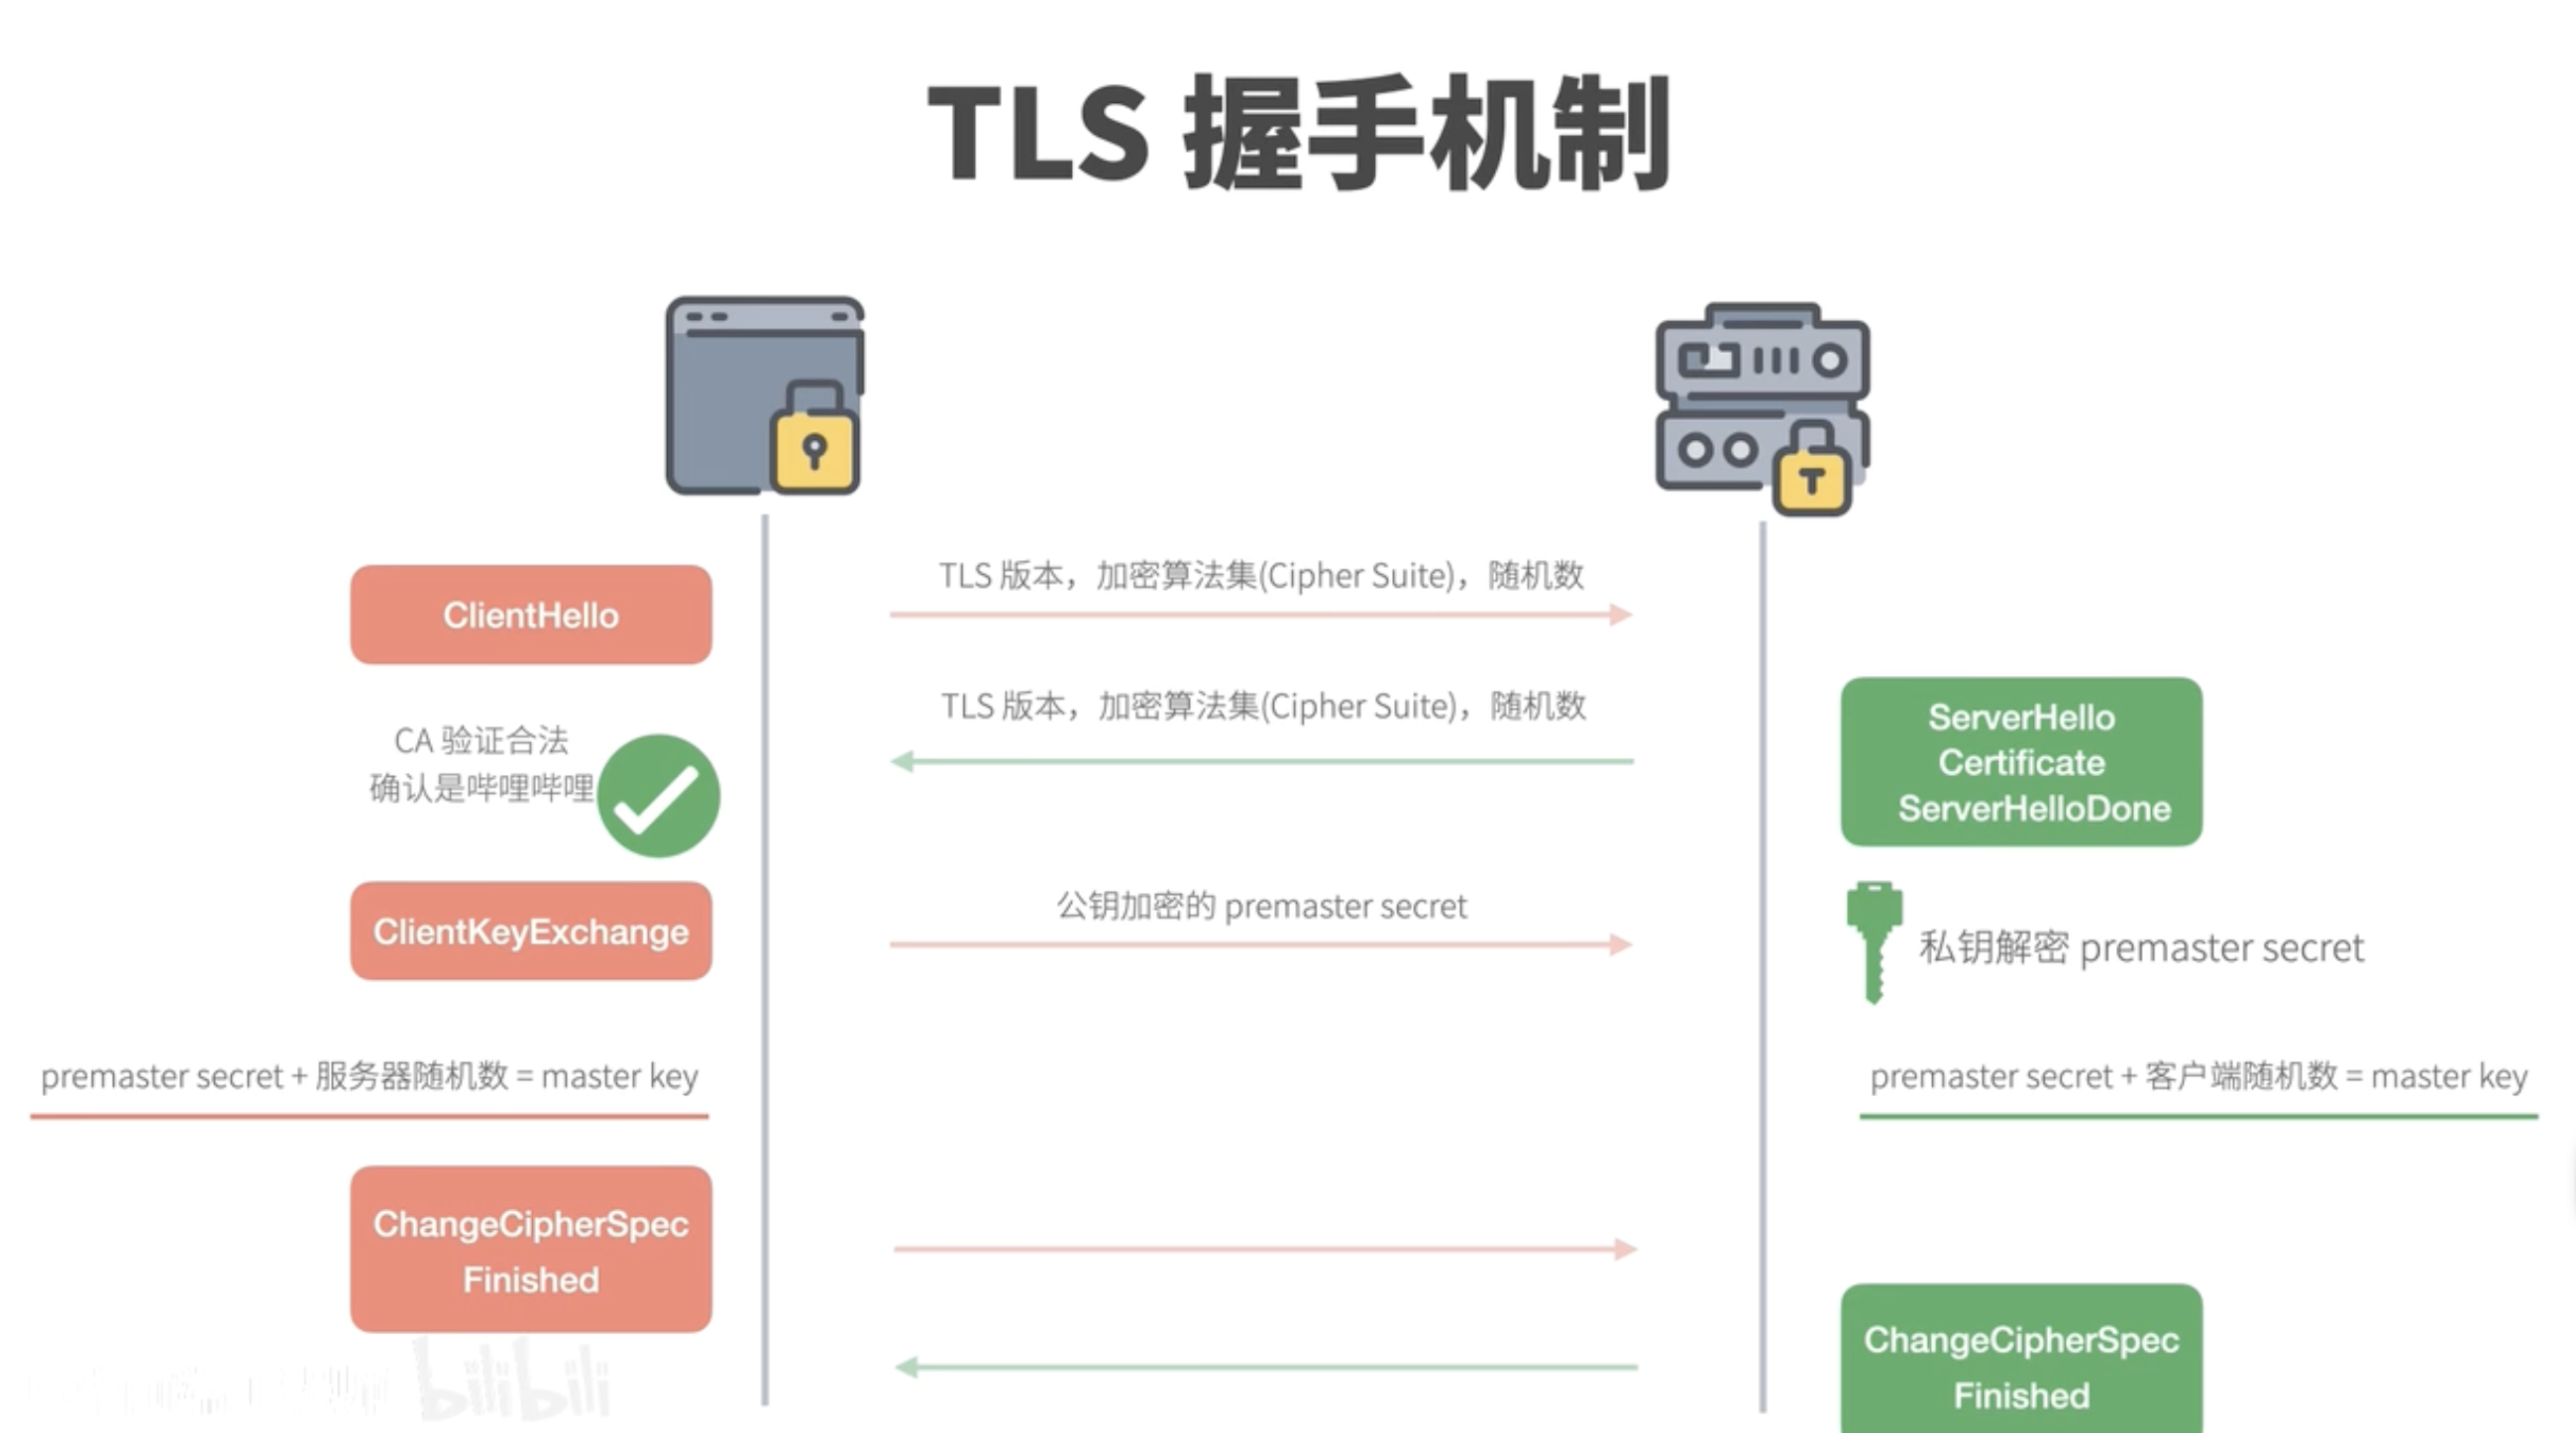 TLS 握手机制
TLS 版本，加密算法集(Cipher Suite)，随机数
ClientHello
TLS 版本，加密算法集(Cipher Suite)，随机数
ServerHello
Certificate
ServerHelloDone
CA 验证合法
确认是哔哩哔哩
公钥加密的 premaster secret
ClientKeyExchange
私钥解密 premaster secret
premaster secret + 服务器随机数 = master key
premaster secret + 客户端随机数 = master key
ChangeCipherSpec
Finished
ChangeCipherSpec
Finished
bilibili